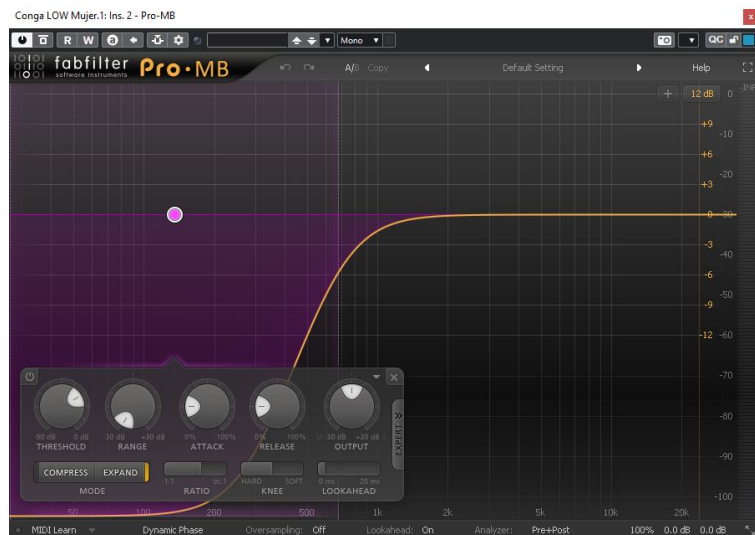 Conga LOW Mujer.1: Ins. 2 - Pro-MB
x
R W a Mono QC
fabfilter Pro·MB A/B Copy Default Setting Help
software instruments
+ 12 dB 0 -INF
+9 -10
+6
+3 -20
0 -30
-3 -40
-6
-9 -50
-12 -60
-70
-80
-90
-100
90 dB 0 dB -30 dB +30 dB 0% 100% 0% 100% -30 dB +30 dB
THRESHOLD RANGE ATTACK RELEASE OUTPUT
EXPERT
COMPRESS EXPAND 1:1 ∞:1 HARD SOFT 0 ms 20 ms
MODE RATIO KNEE LOOKAHEAD
50 100 200 500 1k 2k 5k 10k 20k
MIDI Learn Dynamic Phase Oversampling: Off Lookahead: On Analyzer: Pre+Post 100% 0.0 dB 0.0 dB